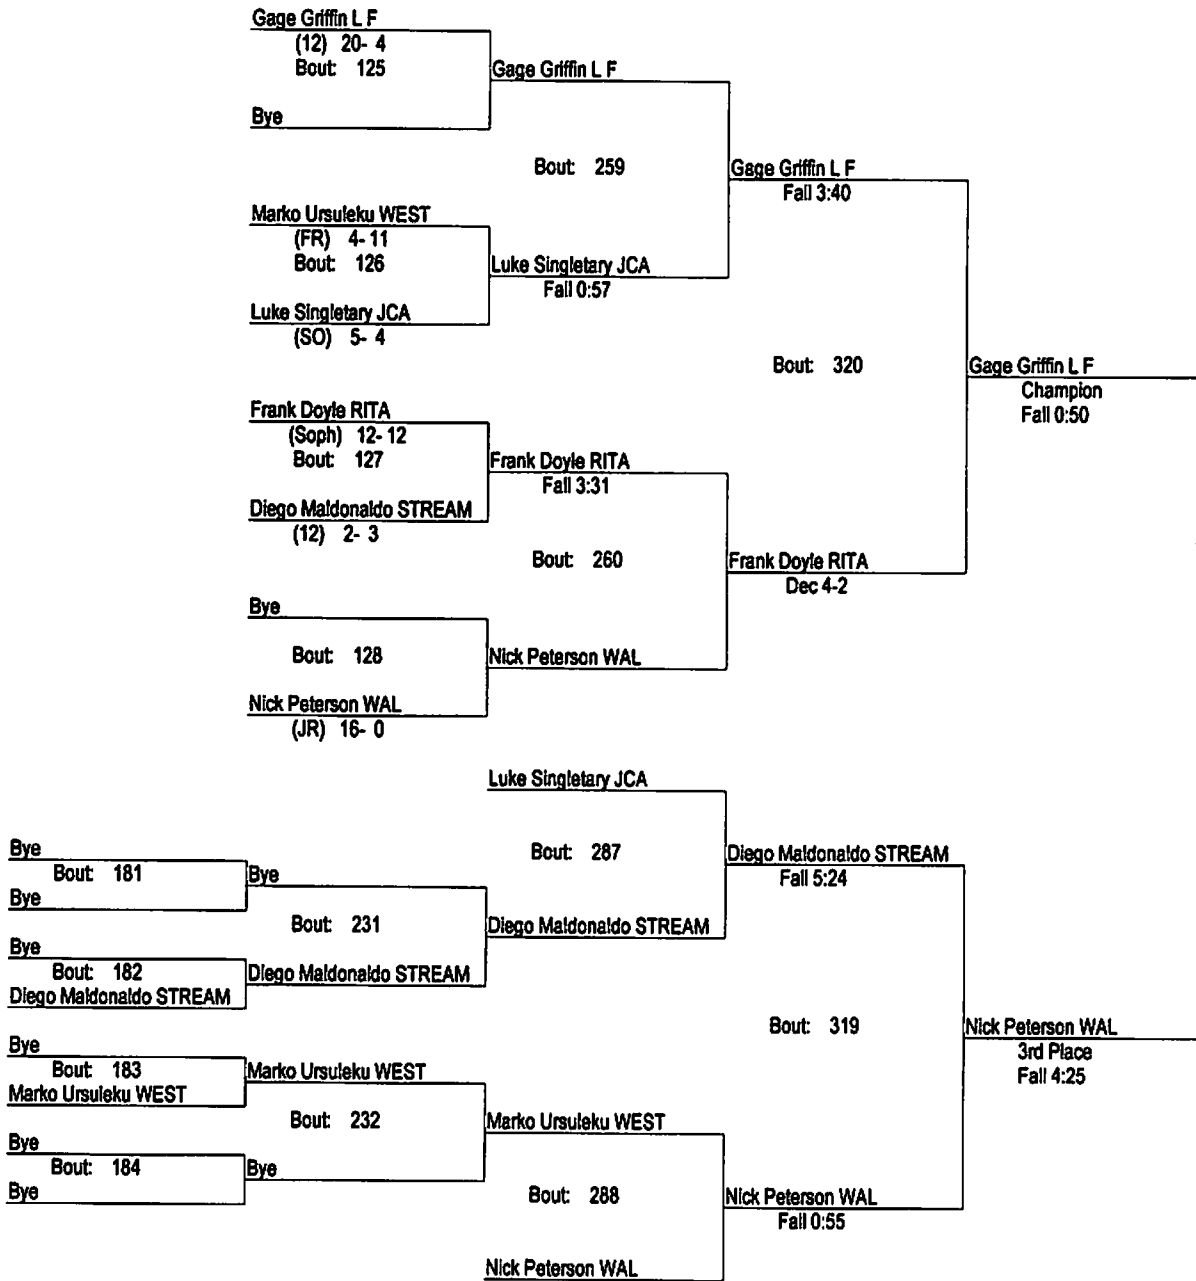 Gage Griffin L F
(12) 20- 4
Bout: 125
Gage Griffin L F
Bye
Bout: 259
Gage Griffin L F
Fall 3:40
Marko Ursuleku WEST
(FR) 4- 11
Bout: 126
Luke Singletary JCA
Fall 0:57
Luke Singletary JCA
(SO) 5- 4
Bout: 320
Gage Griffin L F
Champion
Fall 0:50
Frank Doyle RITA
(Soph) 12- 12
Bout: 127
Frank Doyle RITA
Fall 3:31
Diego Maldonaldo STREAM
(12) 2- 3
Bout: 260
Frank Doyle RITA
Dec 4-2
Bye
Bout: 128
Nick Peterson WAL
Nick Peterson WAL
(JR) 16- 0
Luke Singletary JCA
Bye
Bout: 181
Bye
Bye
Bout: 287
Diego Maldonaldo STREAM
Fall 5:24
Bout: 231
Diego Maldonaldo STREAM
Bye
Bout: 182
Diego Maldonaldo STREAM
Diego Maldonaldo STREAM
Bout: 319
Nick Peterson WAL
3rd Place
Fall 4:25
Bye
Bout: 183
Marko Ursuleku WEST
Marko Ursuleku WEST
Bout: 232
Marko Ursuleku WEST
Bye
Bout: 184
Bye
Bye
Bout: 288
Nick Peterson WAL
Fall 0:55
Nick Peterson WAL